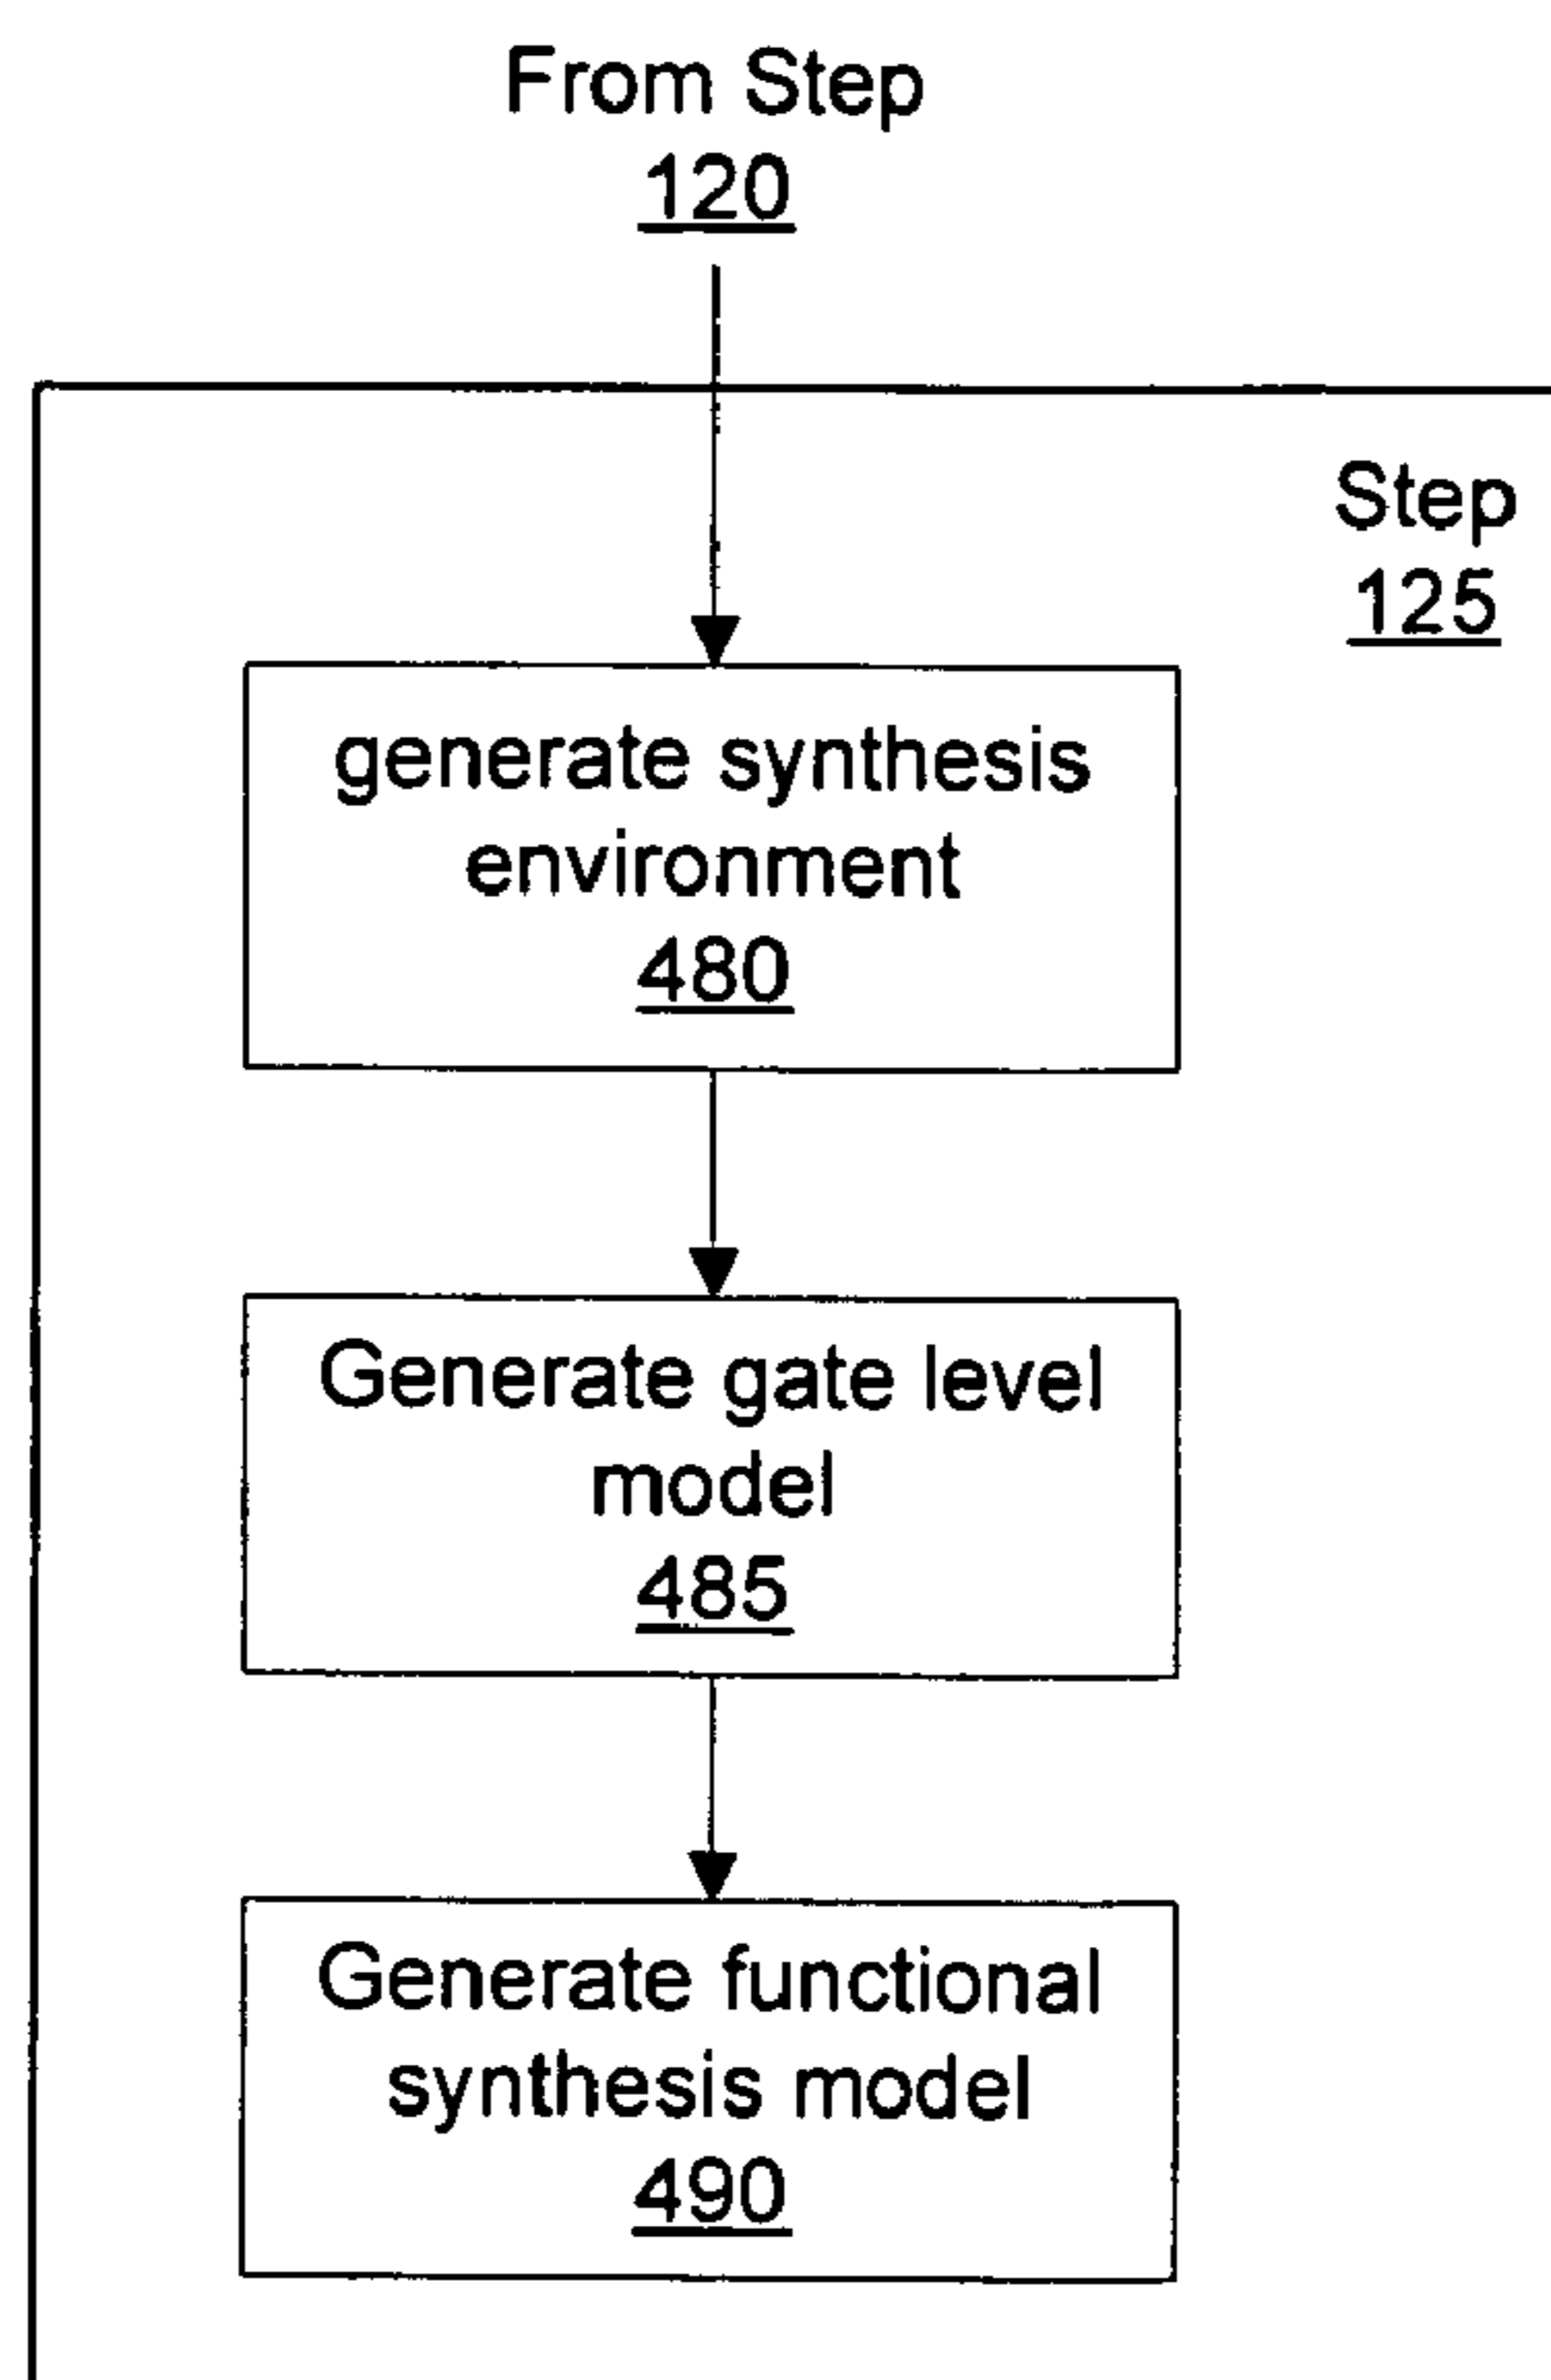 From Step
120
Step
125
generate synthesis
environment
480
Generate gate level
model
485
Generate functional
synthesis model
490